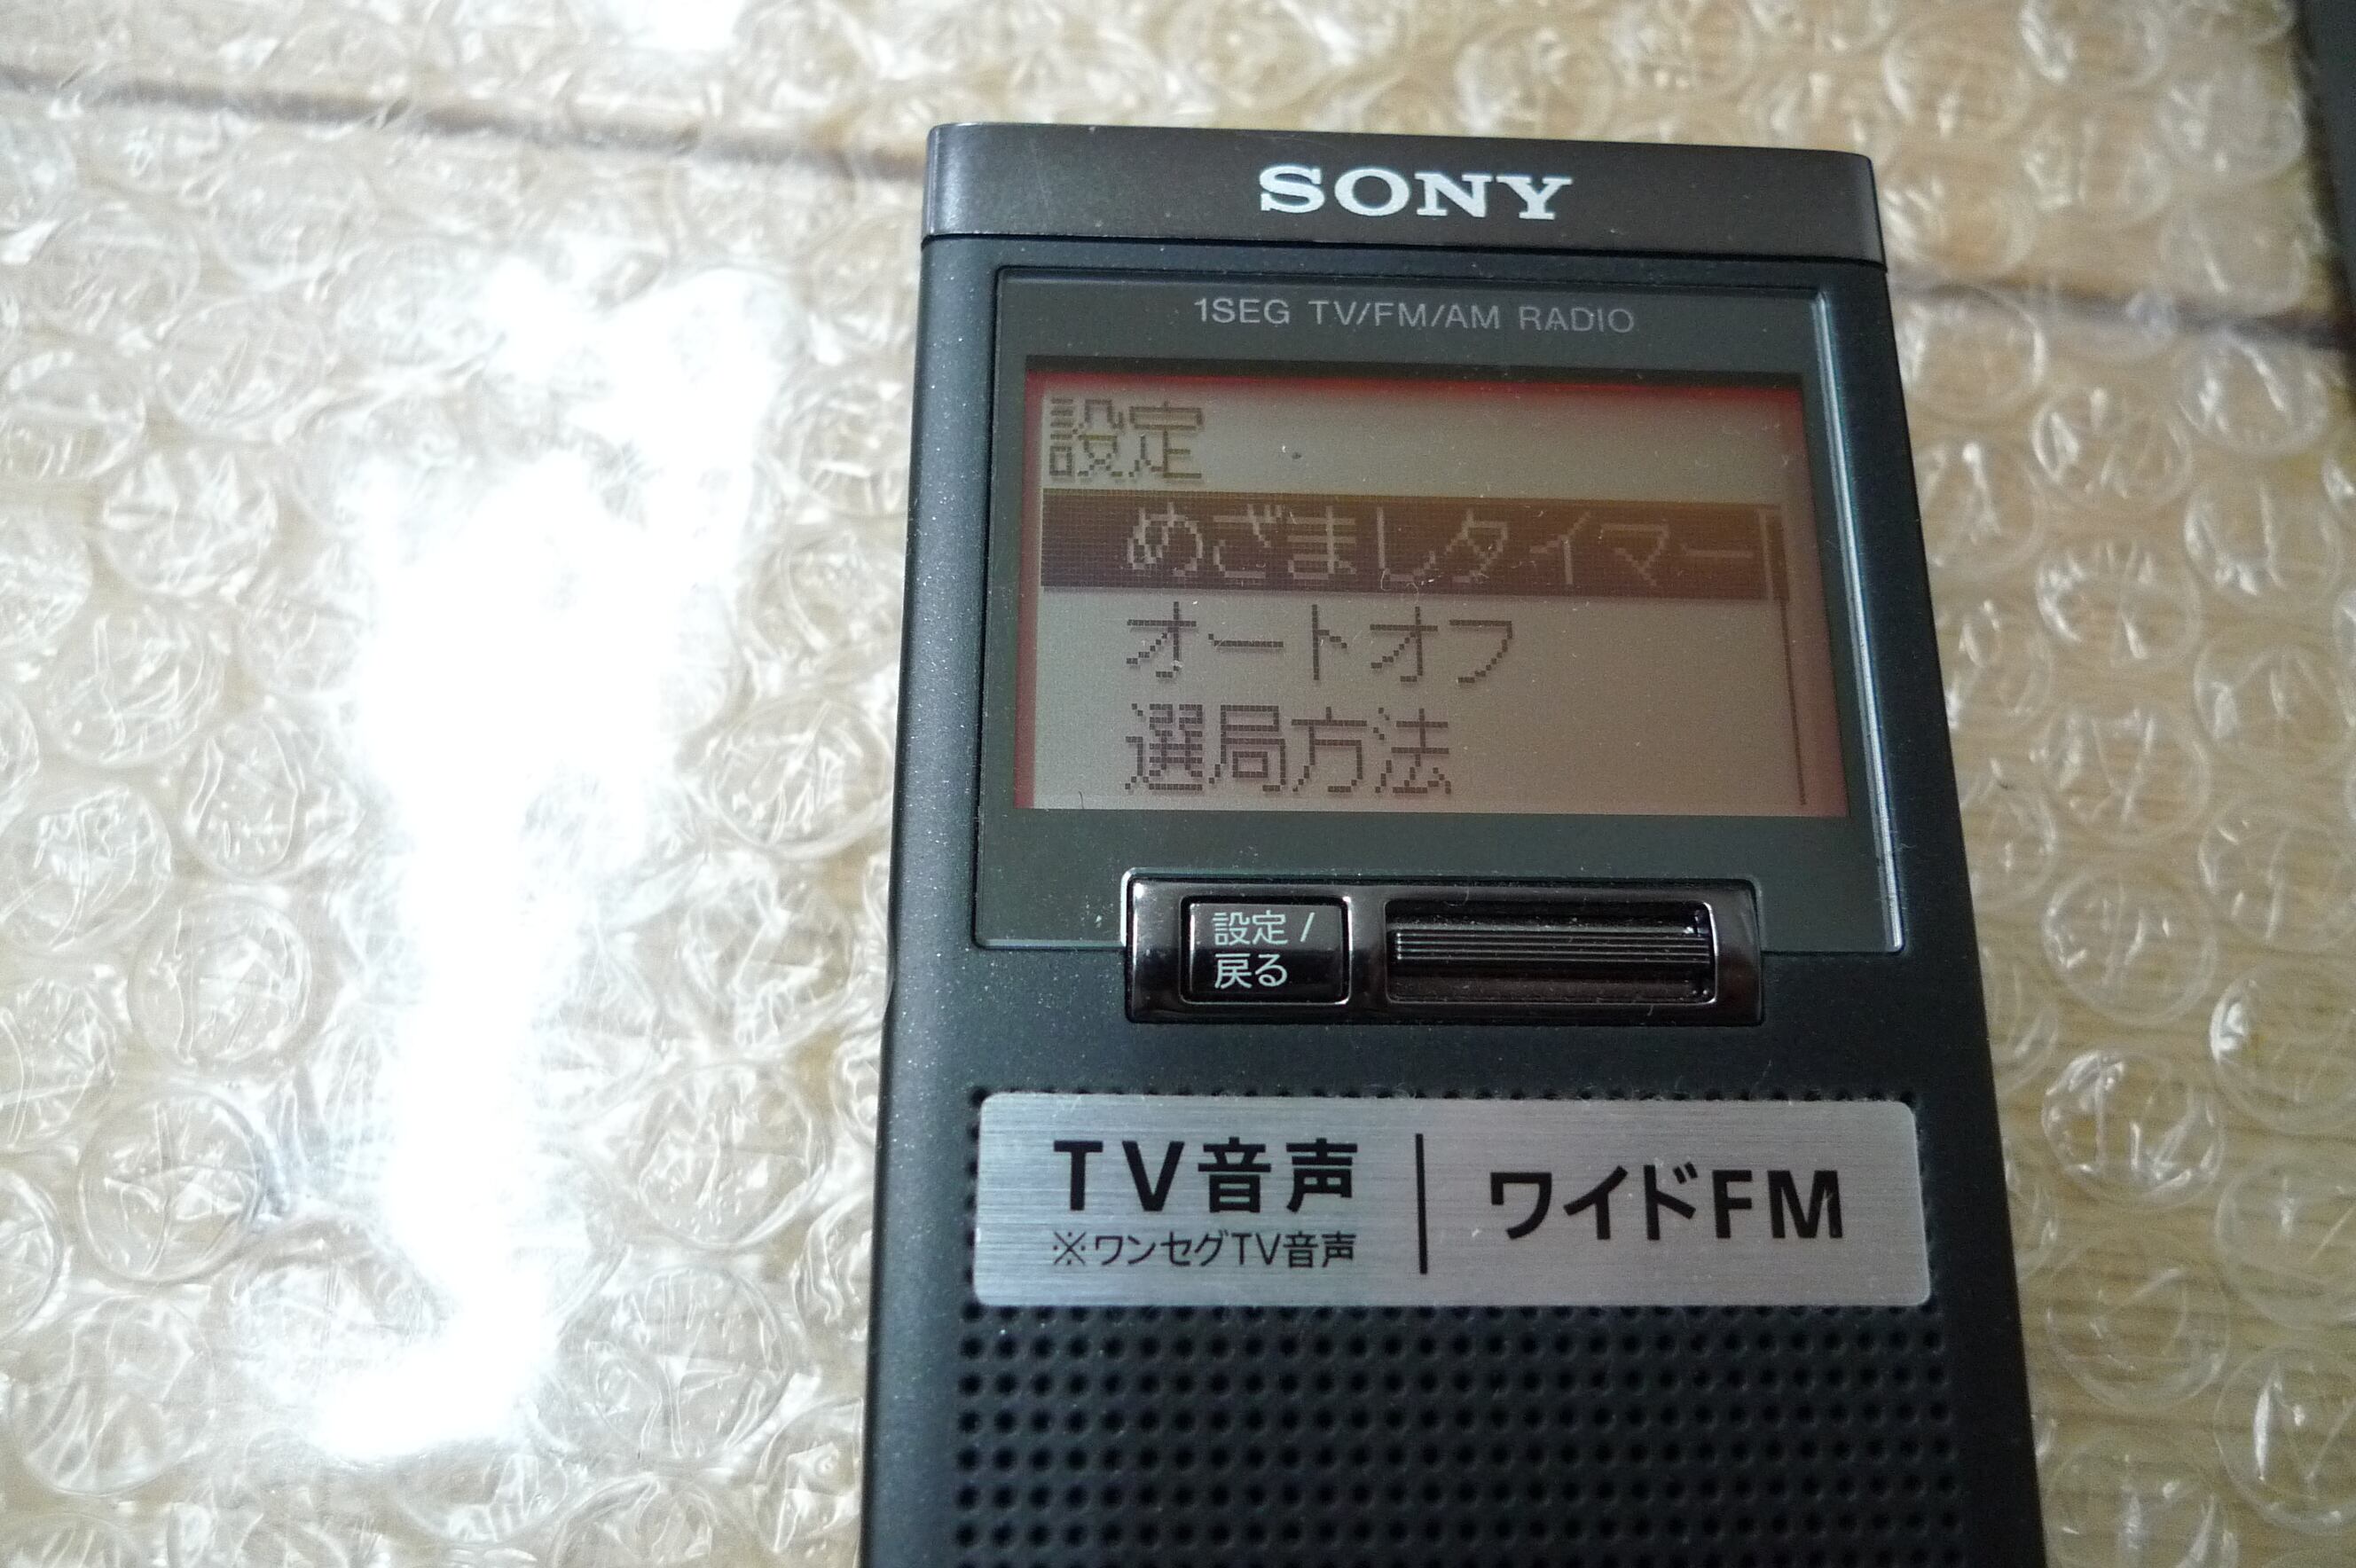 SONY
1SEG TV/FM/AM RADIO
設定
めざましタイマー
オートオフ
選局方法
設定/
戻る
TV音声
※ワンセグTV音声
ワイドFM